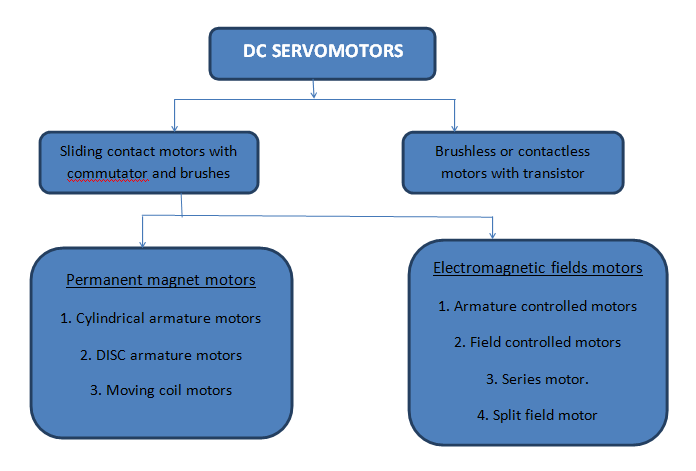 DC SERVOMOTORS
Sliding contact motors with
commutator and brushes
Brushless or contactless
motors with transistor
Permanent magnet motors
1. Cylindrical armature motors
2. DISC armature motors
3. Moving coil motors
Electromagnetic fields motors
1. Armature controlled motors
2. Field controlled motors
3. Series motor.
4. Split field motor